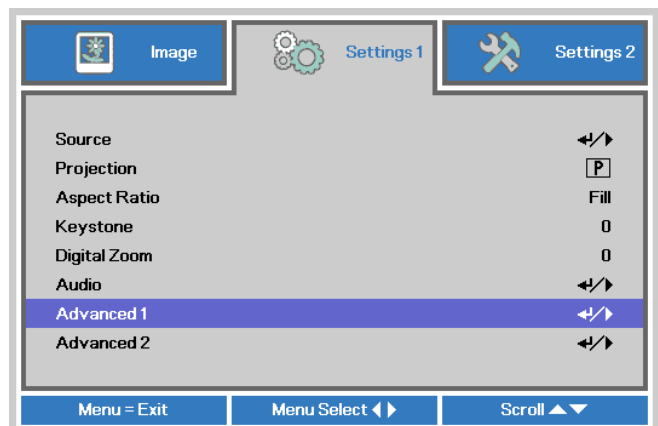 Image Settings 1 Settings 2
Source ↵/▶
Projection P
Aspect Ratio Fill
Keystone 0
Digital Zoom 0
Audio ↵/▶
Advanced 1 ↵/▶
Advanced 2 ↵/▶
Menu = Exit Menu Select ◀▶ Scroll ▲▼